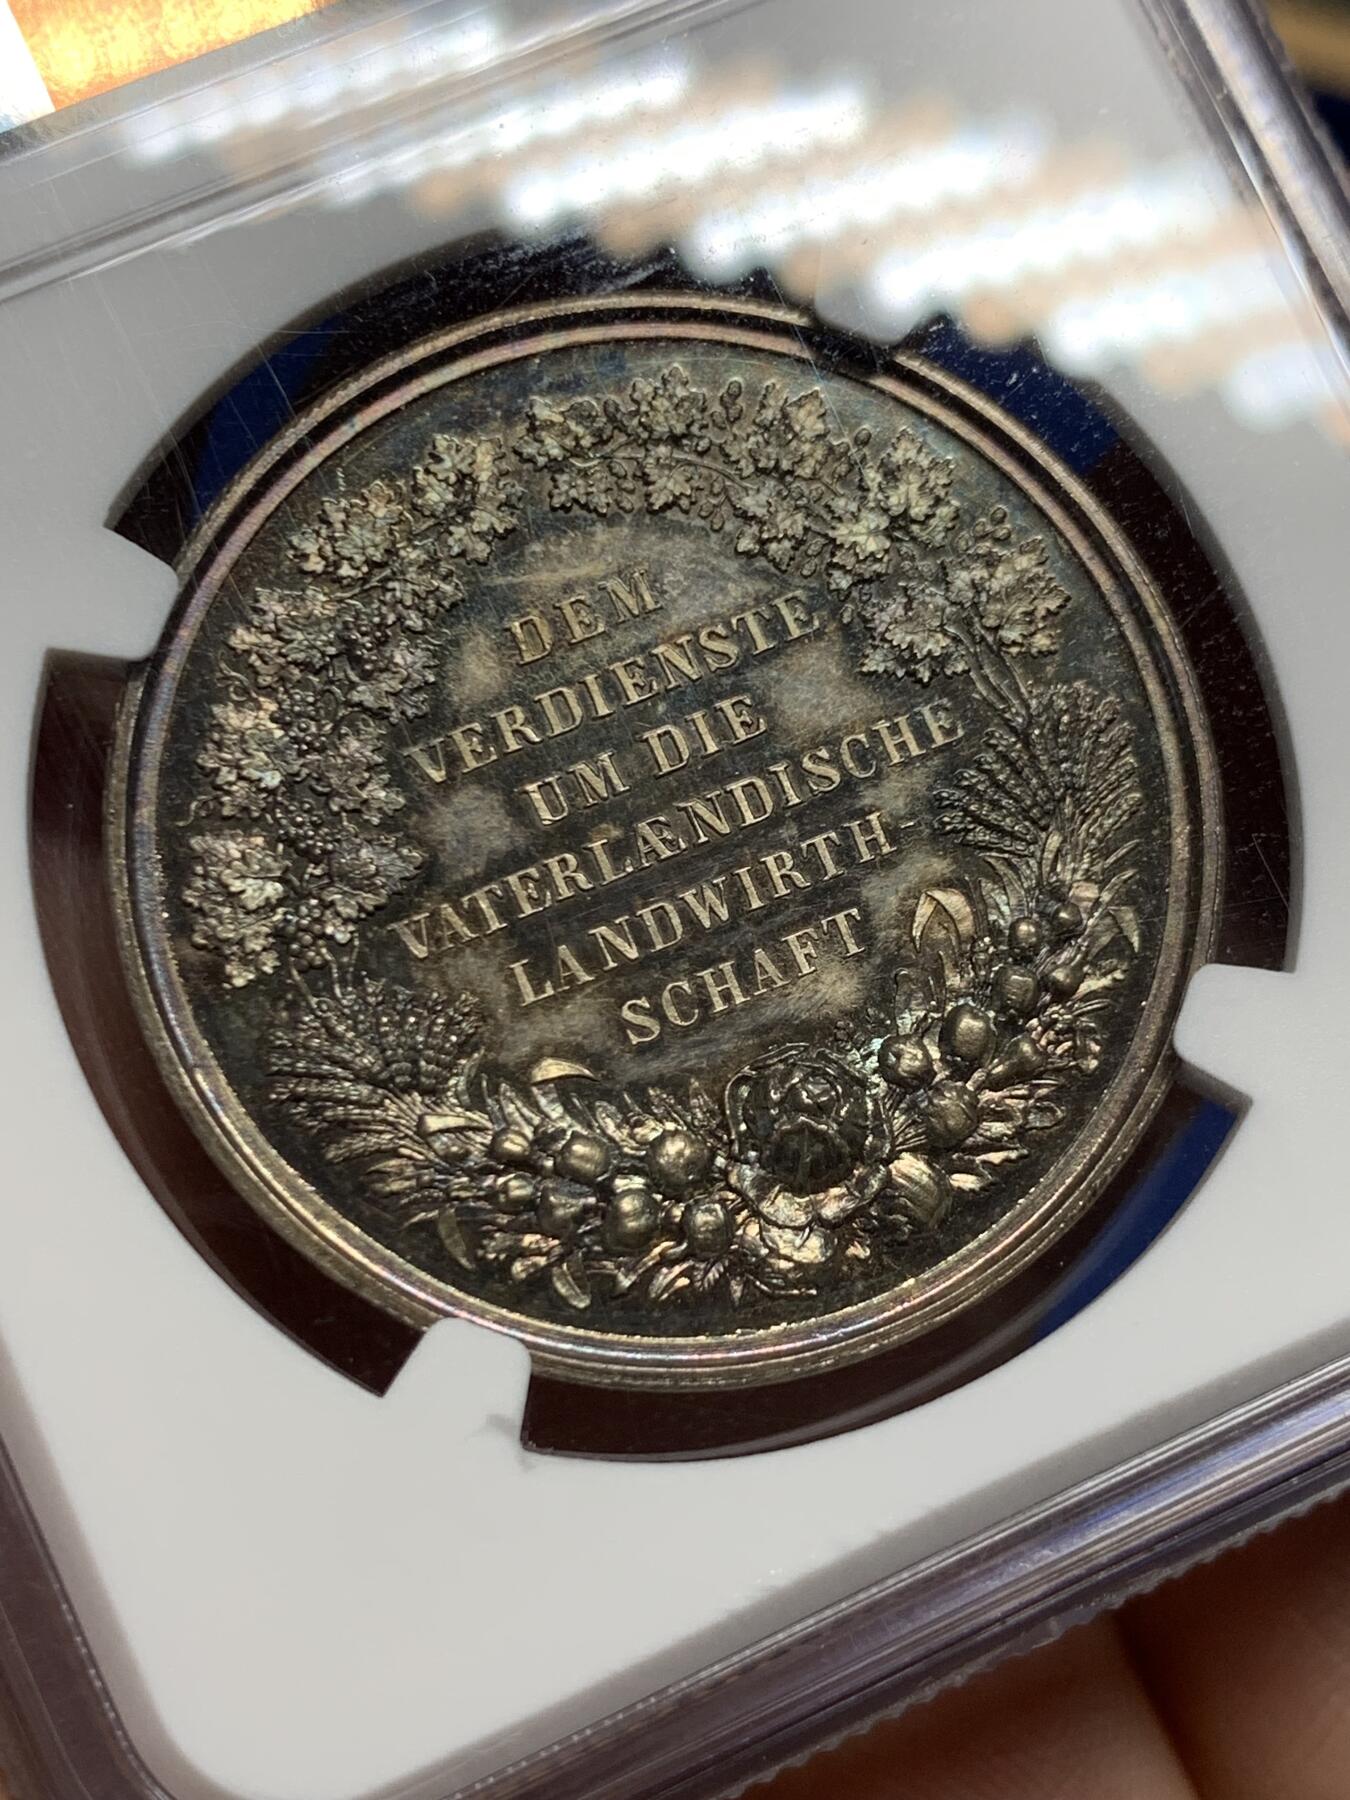 DEM
VERDIENSTE
UM DIE
VATERLÆNDISCHE
LANDWIRTH-
SCHAFT